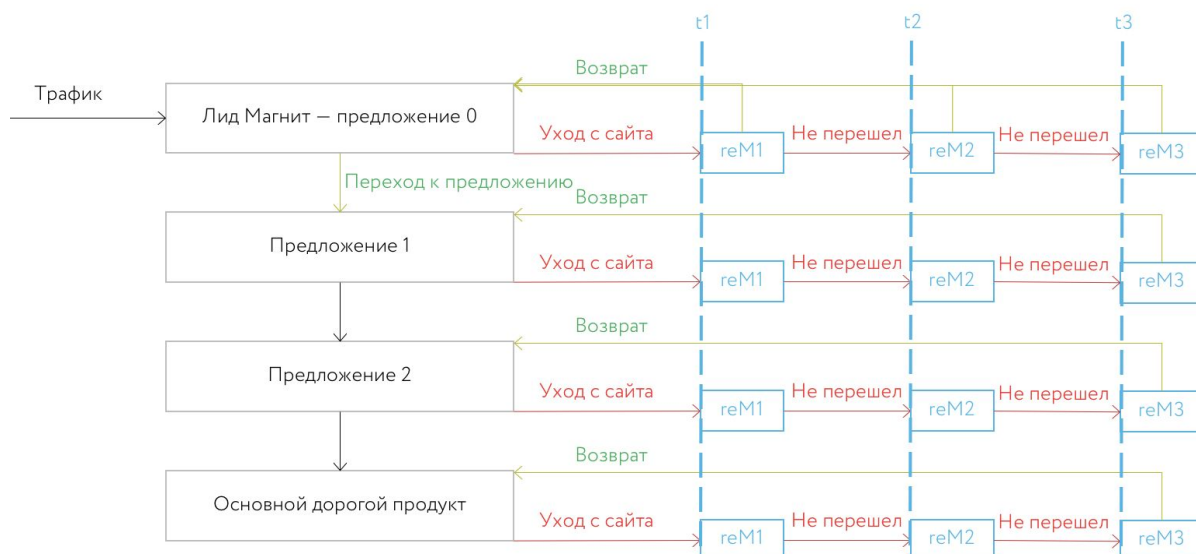 t1
t2
t3
Трафик
Лид Магнит — предложение 0
Возврат
Уход с сайта
reM1
Не перешел
reM2
Не перешел
reM3
Переход к предложению
Предложение 1
Возврат
Уход с сайта
reM1
Не перешел
reM2
Не перешел
reM3
Предложение 2
Возврат
Уход с сайта
reM1
Не перешел
reM2
Не перешел
reM3
Основной дорогой продукт
Возврат
Уход с сайта
reM1
Не перешел
reM2
Не перешел
reM3